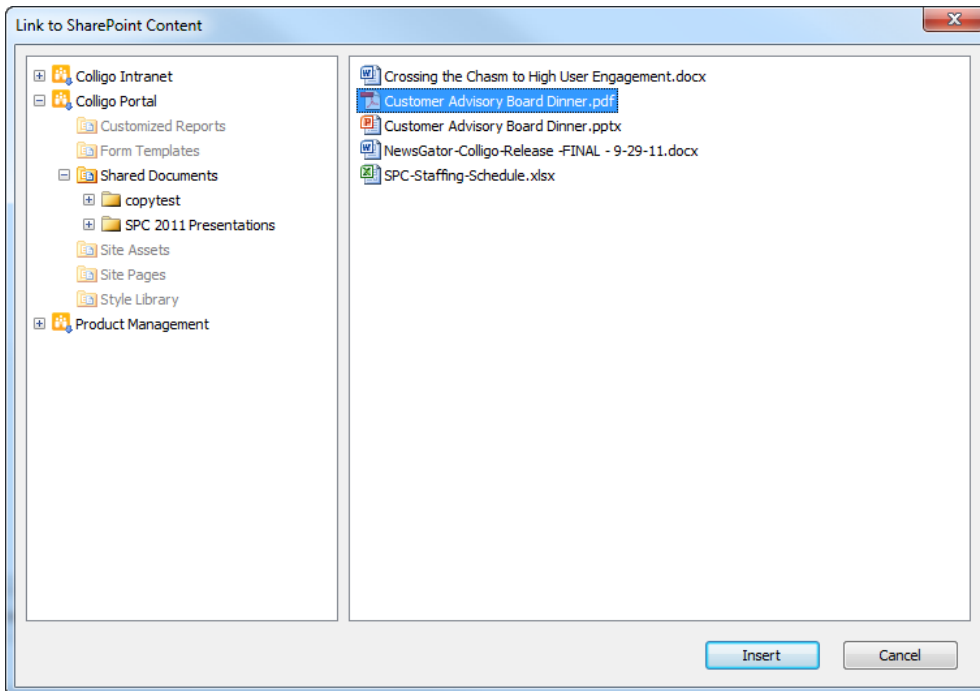 Link to SharePoint Content
Colligo Intranet
Colligo Portal
Customized Reports
Form Templates
Shared Documents
copytest
SPC 2011 Presentations
Site Assets
Site Pages
Style Library
Product Management
Crossing the Chasm to High User Engagement.docx
Customer Advisory Board Dinner.pdf
Customer Advisory Board Dinner.pptx
NewsGator-Colligo-Release -FINAL - 9-29-11.docx
SPC-Staffing-Schedule.xlsx
Insert
Cancel